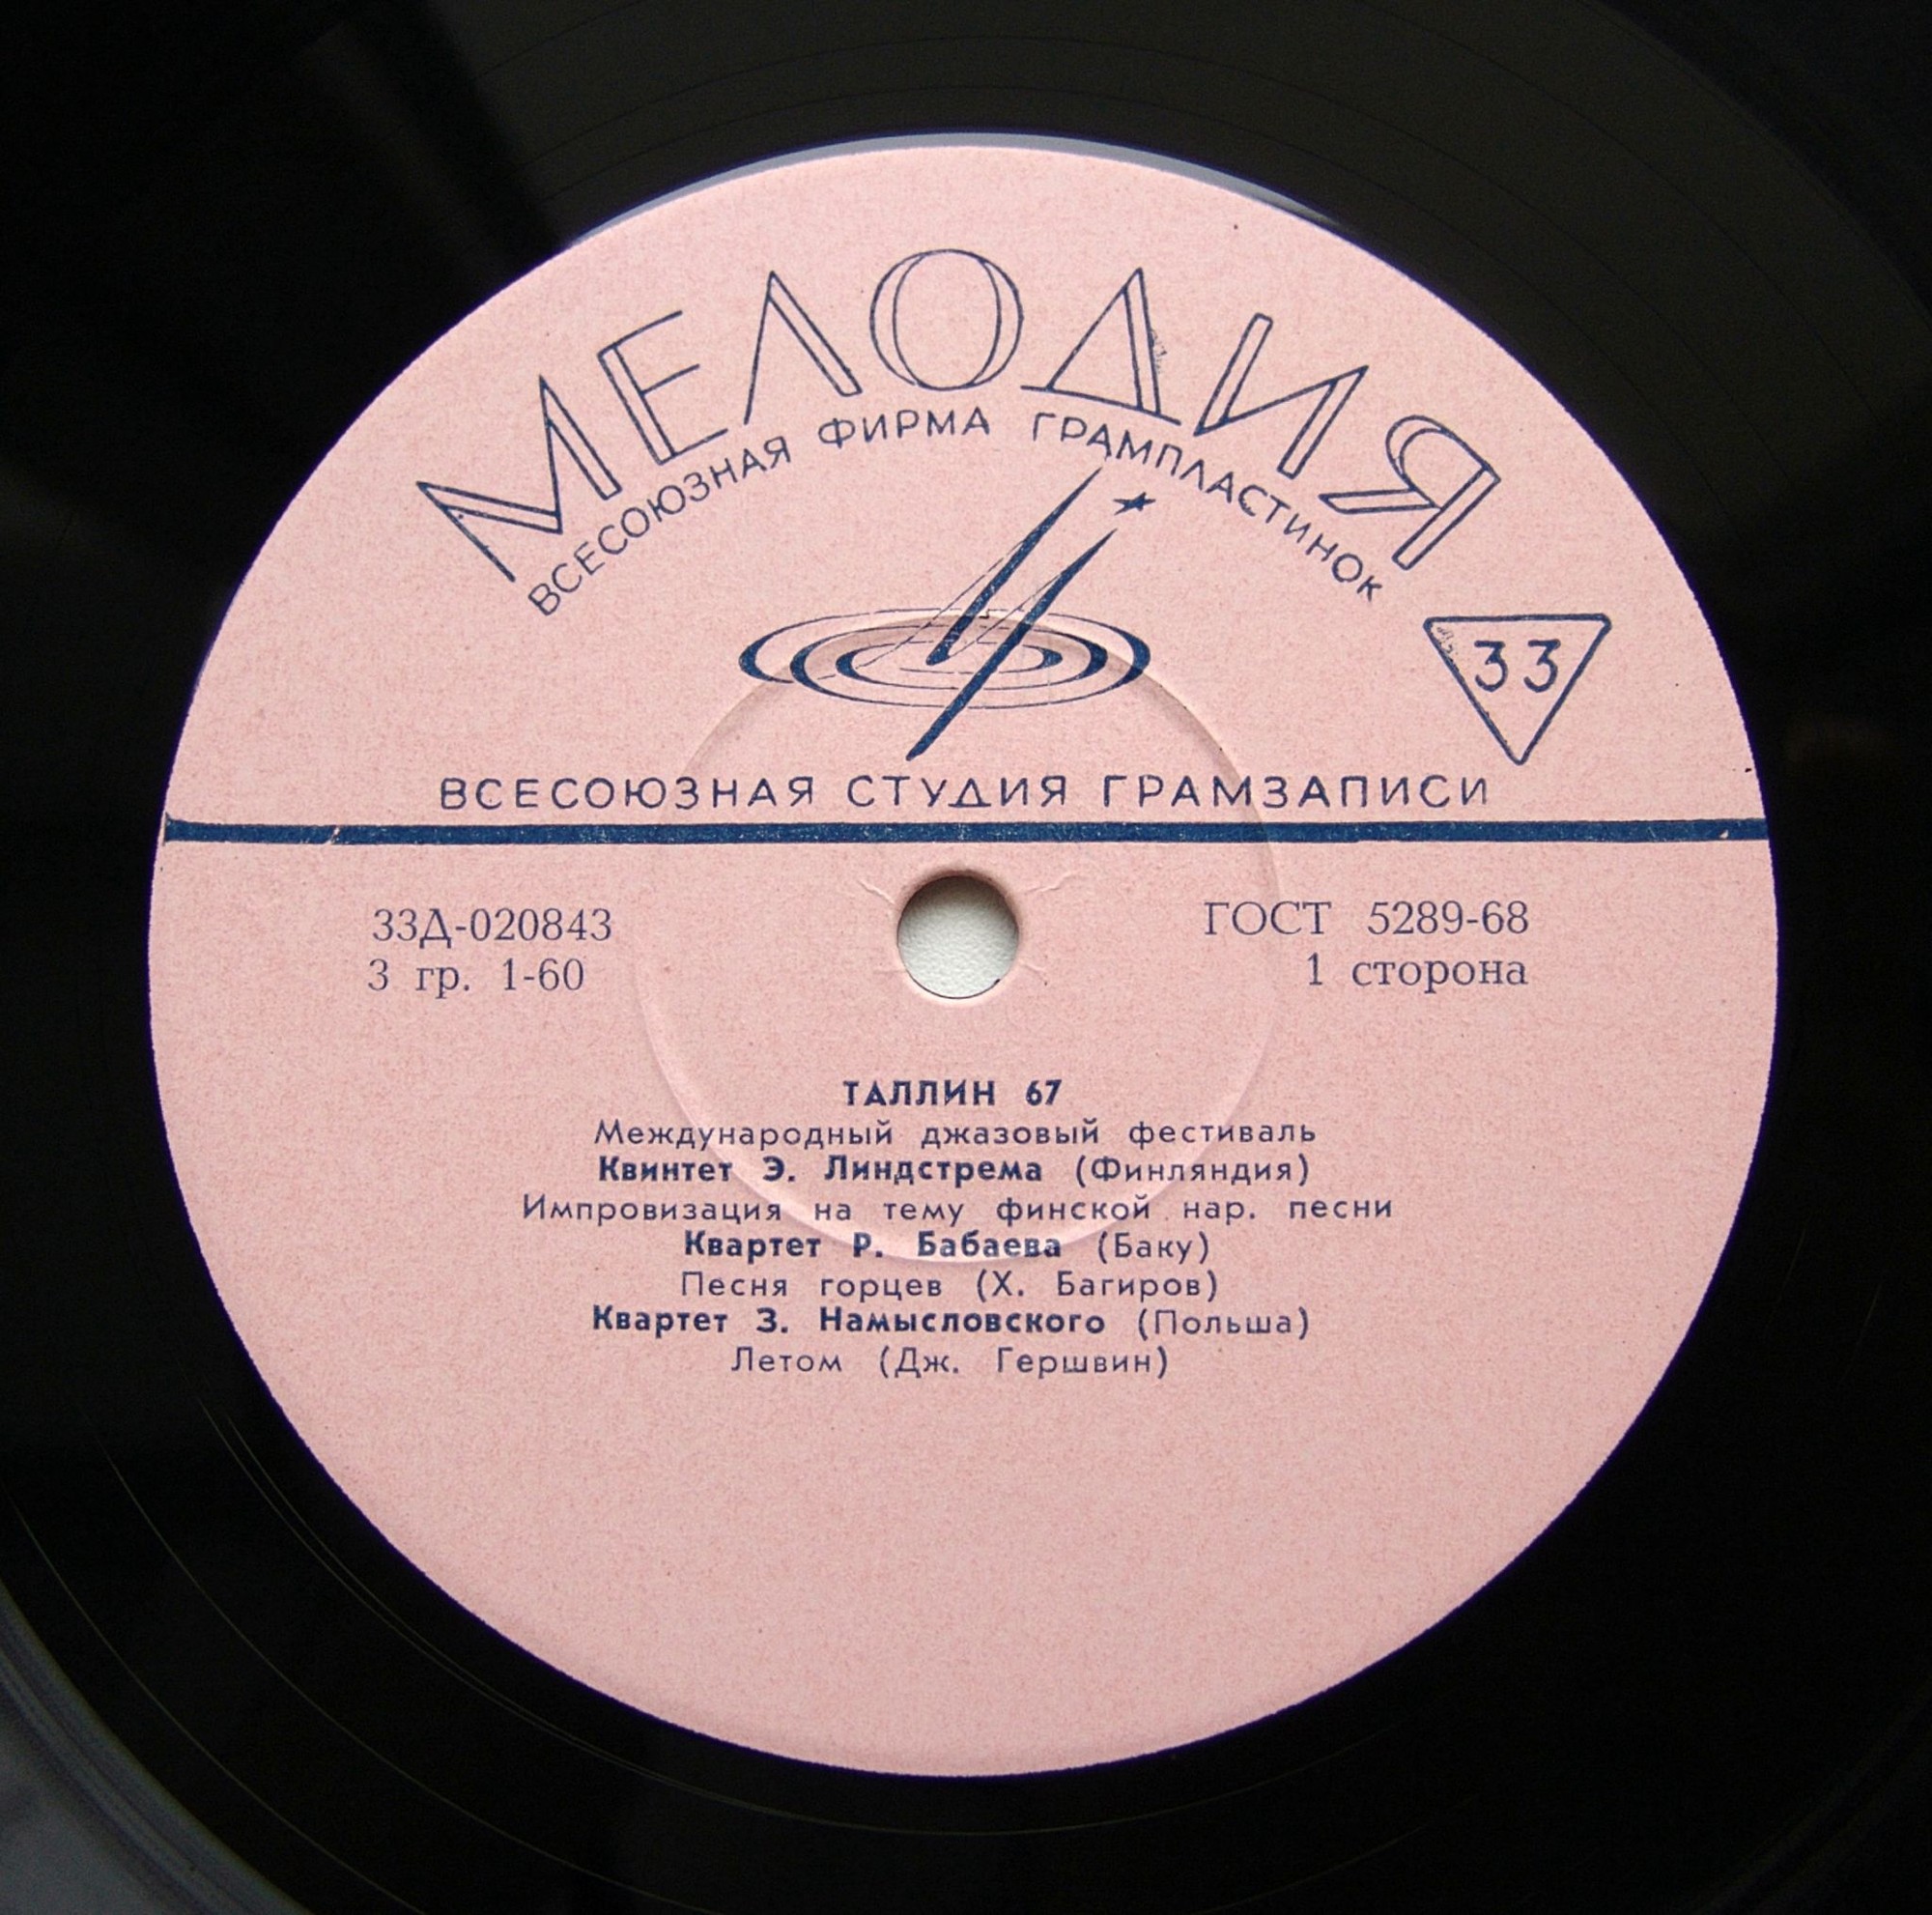 МЕЛОДИЯ
ВСЕСОЮЗНАЯ ФИРМА ГРАМПЛАСТИНОК
33
ВСЕСОЮЗНАЯ СТУДИЯ ГРАМЗАПИСИ
33Д-020843
3 гр. 1-60
ГОСТ 5289-68
1 сторона
ТАЛЛИН 67
Международный джазовый фестиваль
Квинтет Э. Линдстрема (Финляндия)
Импровизация на тему финской нар. песни
Квартет Р. Бабаева (Баку)
Песня горцев (Х. Багиров)
Квартет З. Намысловского (Польша)
Летом (Дж. Гершвин)